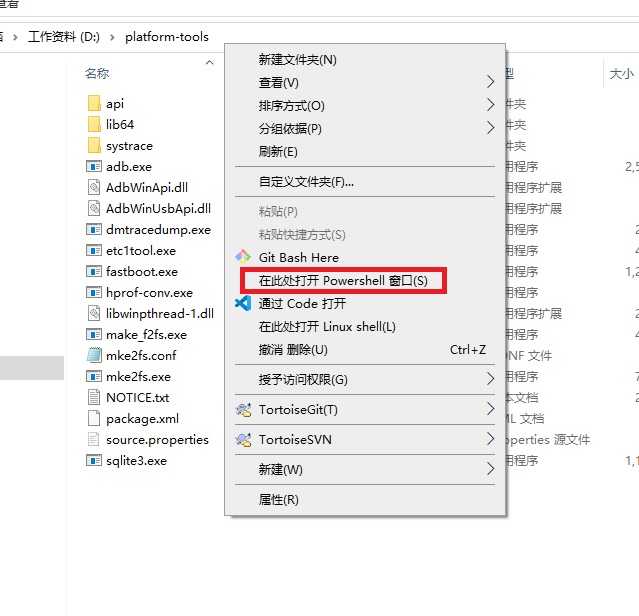 查看
工作资料 (D:) › platform-tools
名称
型
大小
api
lib64
systrace
adb.exe
AdbWinApi.dll
AdbWinUsbApi.dll
dmtracedump.exe
etc1tool.exe
fastboot.exe
hprof-conv.exe
libwinpthread-1.dll
make_f2fs.exe
mke2fs.conf
mke2fs.exe
NOTICE.txt
package.xml
source.properties
sqlite3.exe
新建文件夹(N)
查看(V)
排序方式(O)
分组依据(P)
刷新(E)
自定义文件夹(F)...
粘贴(P)
粘贴快捷方式(S)
Git Bash Here
在此处打开 Powershell 窗口(S)
通过 Code 打开
在此处打开 Linux shell(L)
撤消 删除(U) Ctrl+Z
授予访问权限(G)
TortoiseGit(T)
TortoiseSVN
新建(W)
属性(R)
件夹
件夹
件夹
用程序 2,5
用程序扩展
用程序扩展
用程序 2
用程序 4
用程序 1,2
用程序
用程序扩展
用程序
ONF 文件
用程序 7
本文档 2
ML 文档
operties 源文件
用程序 1,1